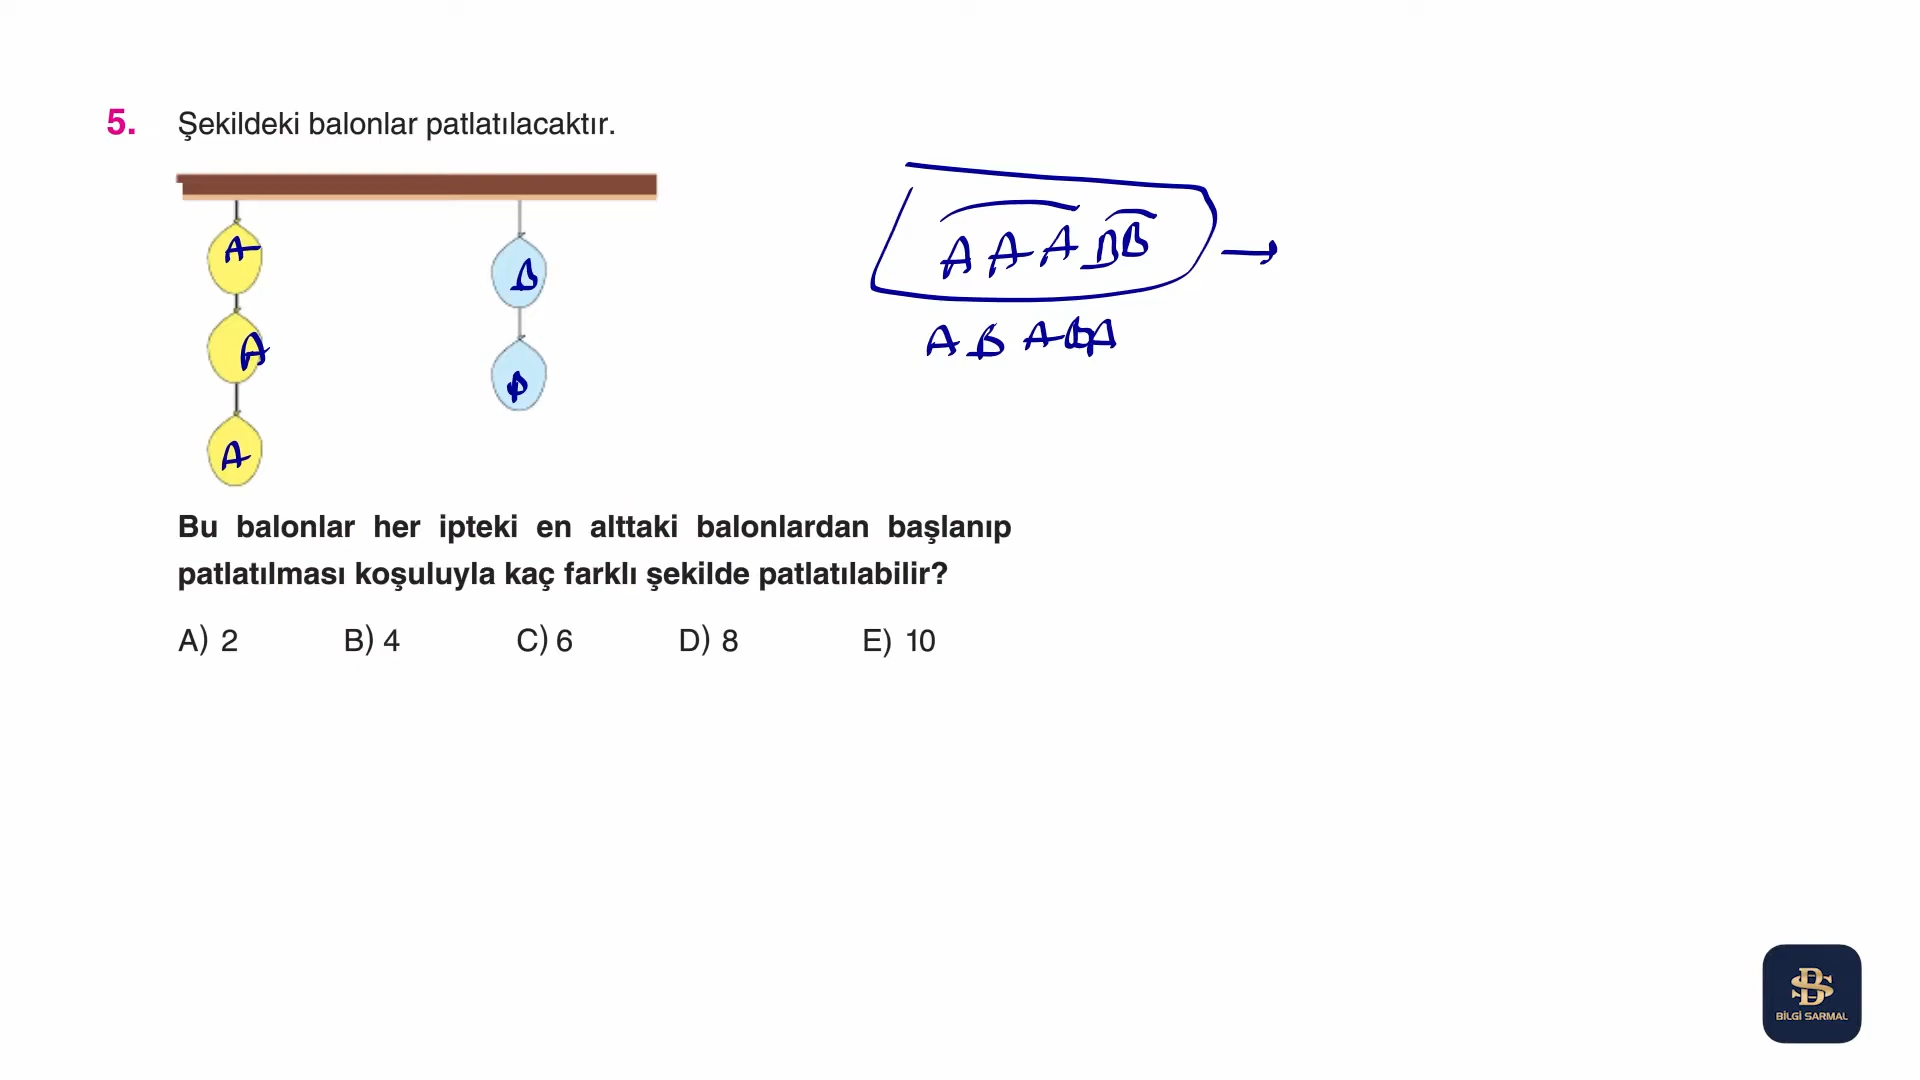 5. Şekildeki balonlar patlatılacaktır.
A
A
A
B
B
A A A B B →
A B A B A
Bu balonlar her ipteki en alttaki balonlardan başlanıp
patlatılması koşuluyla kaç farklı şekilde patlatılabilir?
A) 2 B) 4 C) 6 D) 8 E) 10
BİLGİ SARMAL